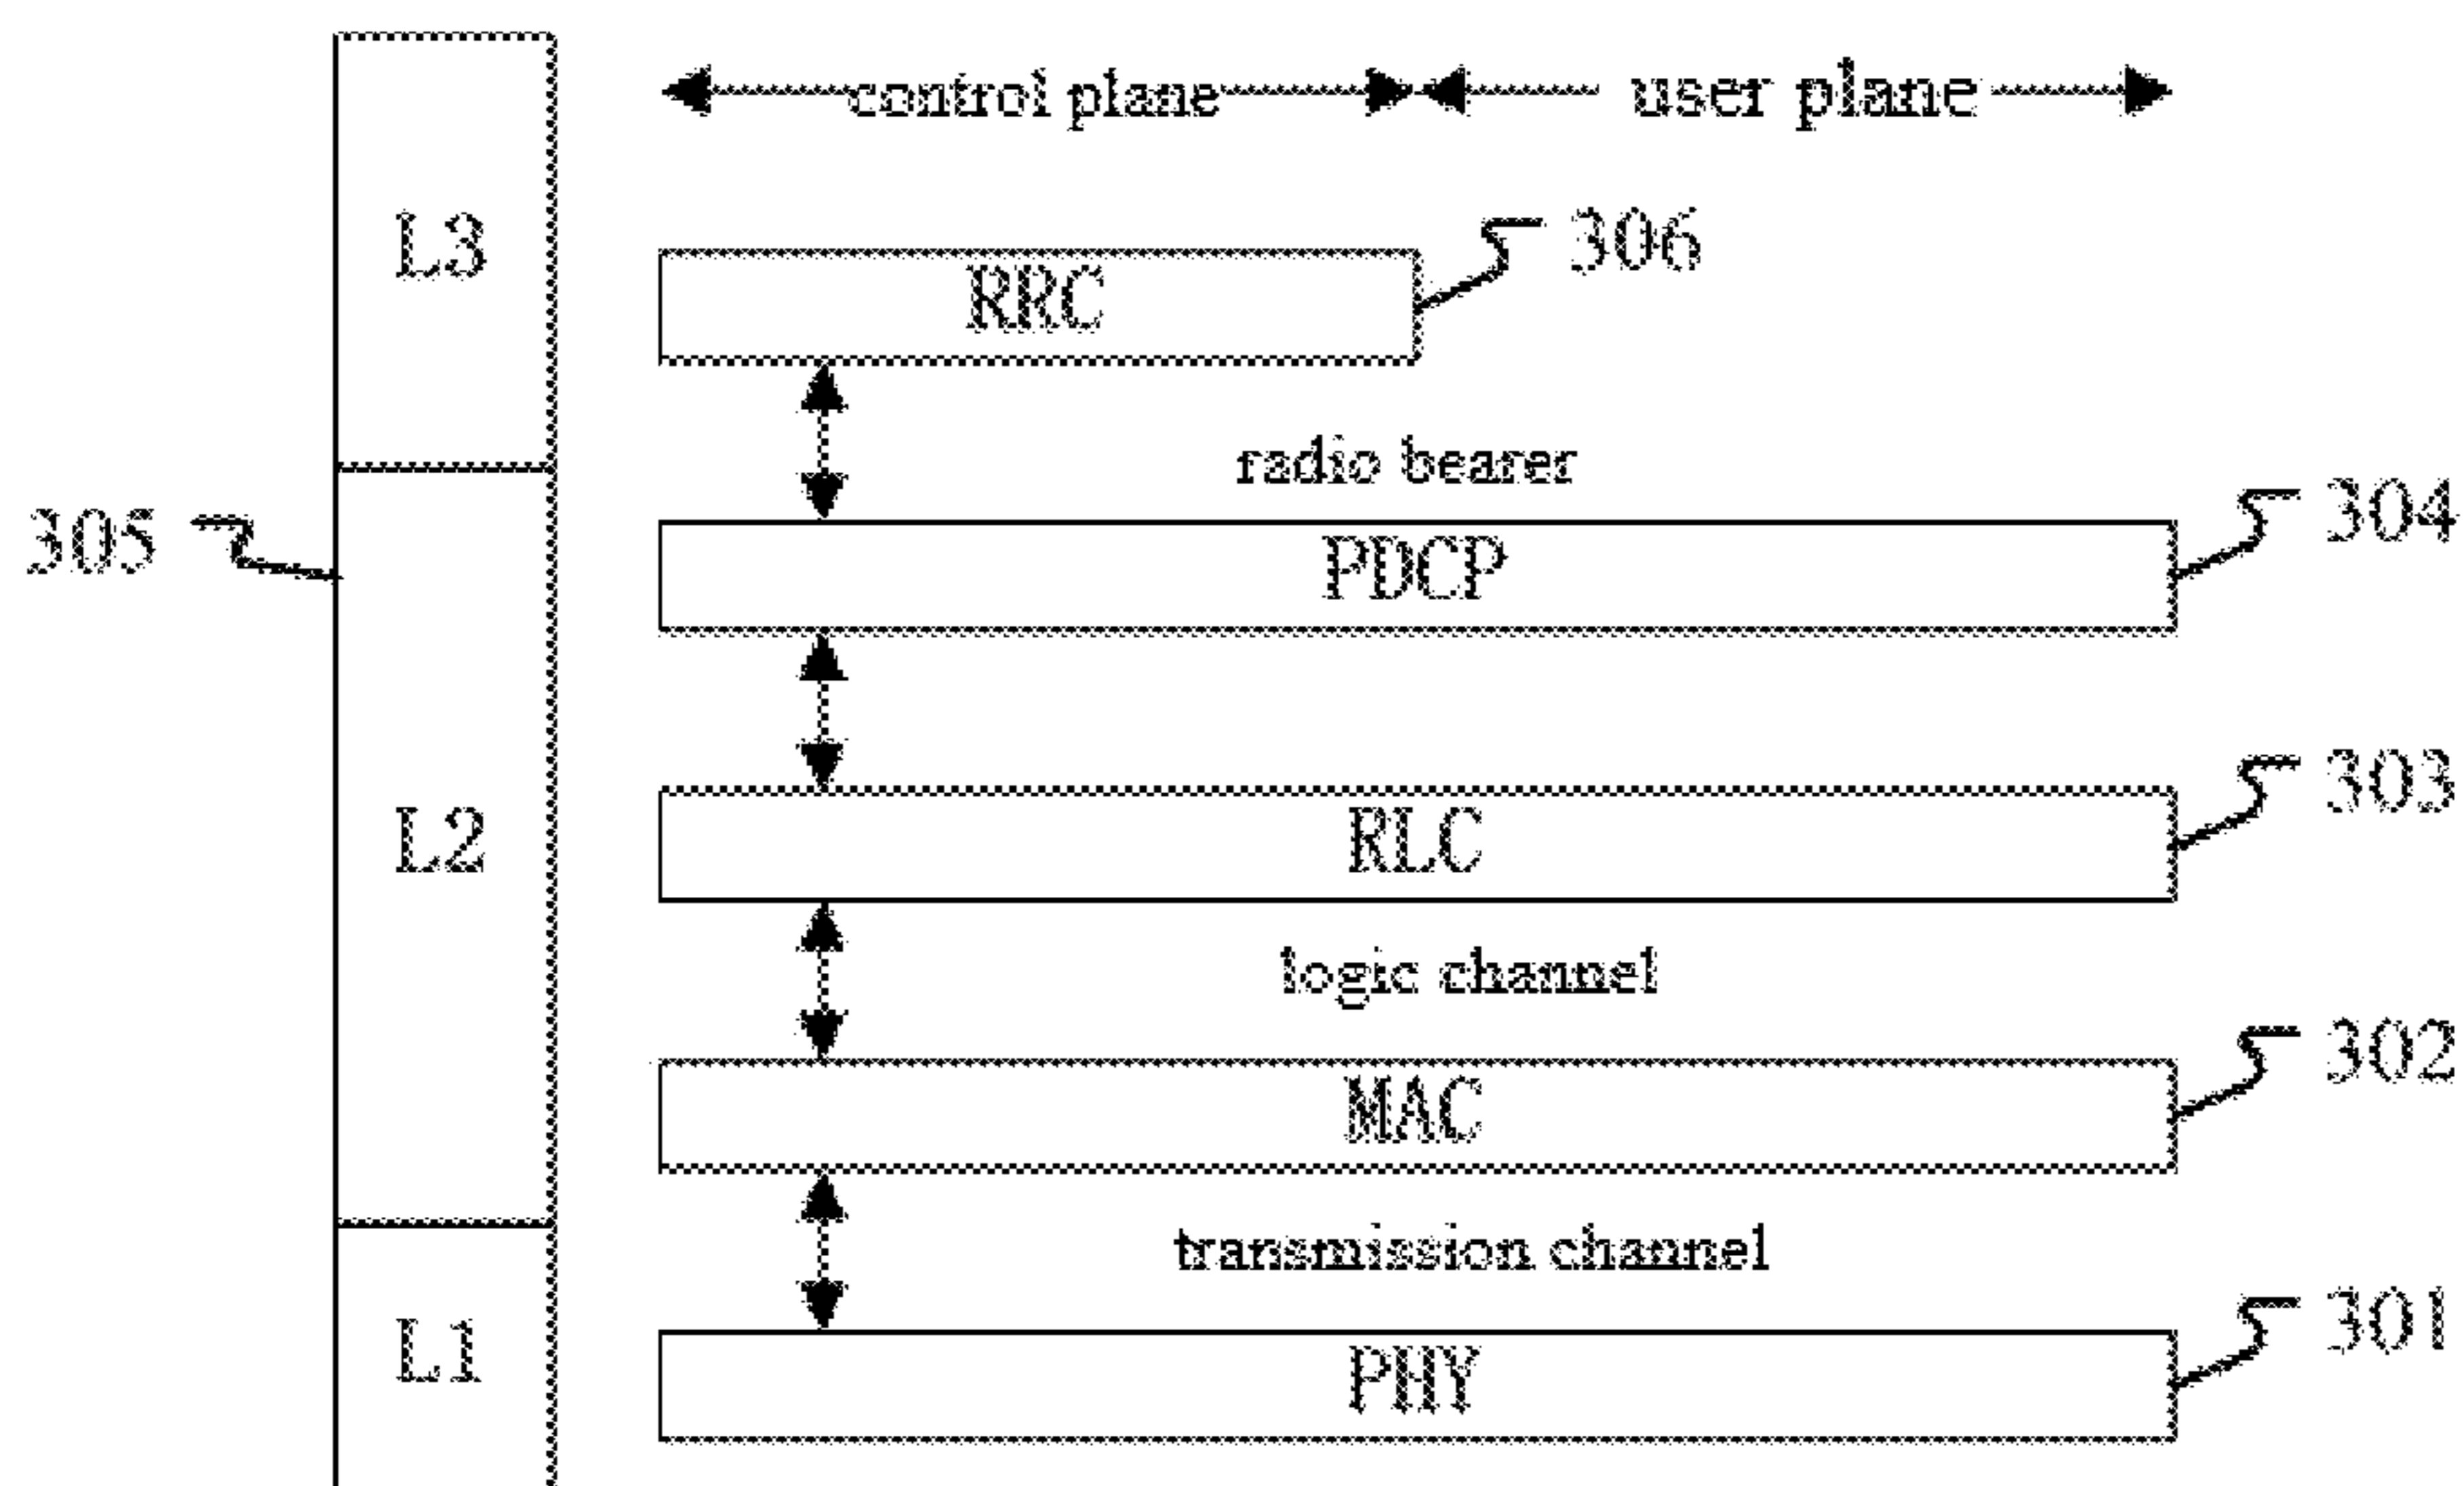 control plane user plane
L3
306
RRC
radio bearer
305
304
PDCP
303
L2
RLC
logic channel
302
MAC
transmission channel
L1
301
PHY